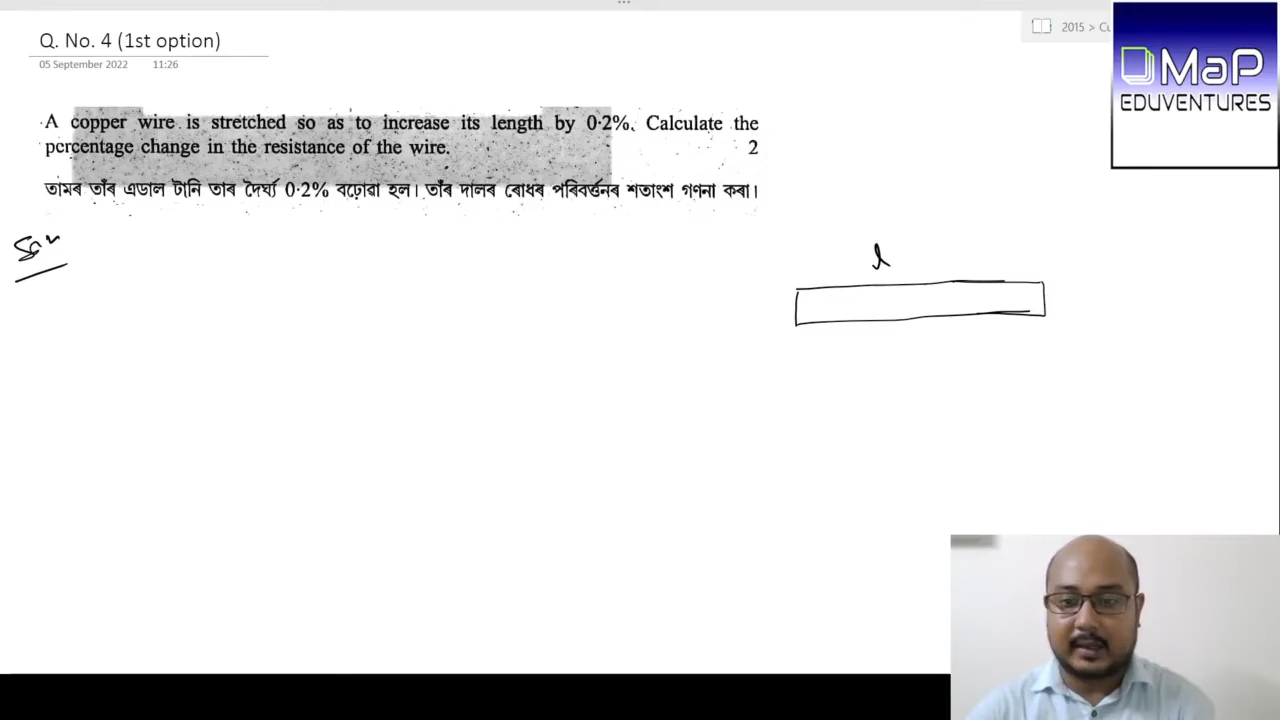 Q. No. 4 (1st option)
05 September 2022 11:26
2015 > Cu
MaP
EDUVENTURES
A copper wire is stretched so as to increase its length by 0·2%. Calculate the
percentage change in the resistance of the wire. 2
তামৰ তাঁৰ এডাল টানি তাৰ দৈৰ্ঘ্য 0·2% বঢ়োৱা হল। তাঁৰ দালৰ ৰোধৰ পৰিবৰ্ত্তনৰ শতাংশ গণনা কৰা।
Soln
l